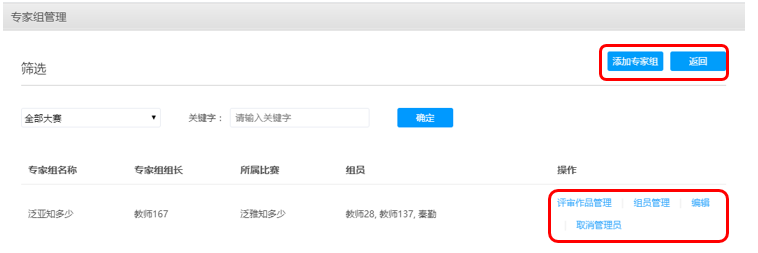 专家组管理
添加专家组 返回
筛选
全部大赛 关键字： 请输入关键字 确定
专家组名称 专家组组长 所属比赛 组员 操作
评审作品管理 | 组员管理 | 编辑
泛亚知多少 教师167 泛雅知多少 教师28, 教师137, 秦勤
| 取消管理员